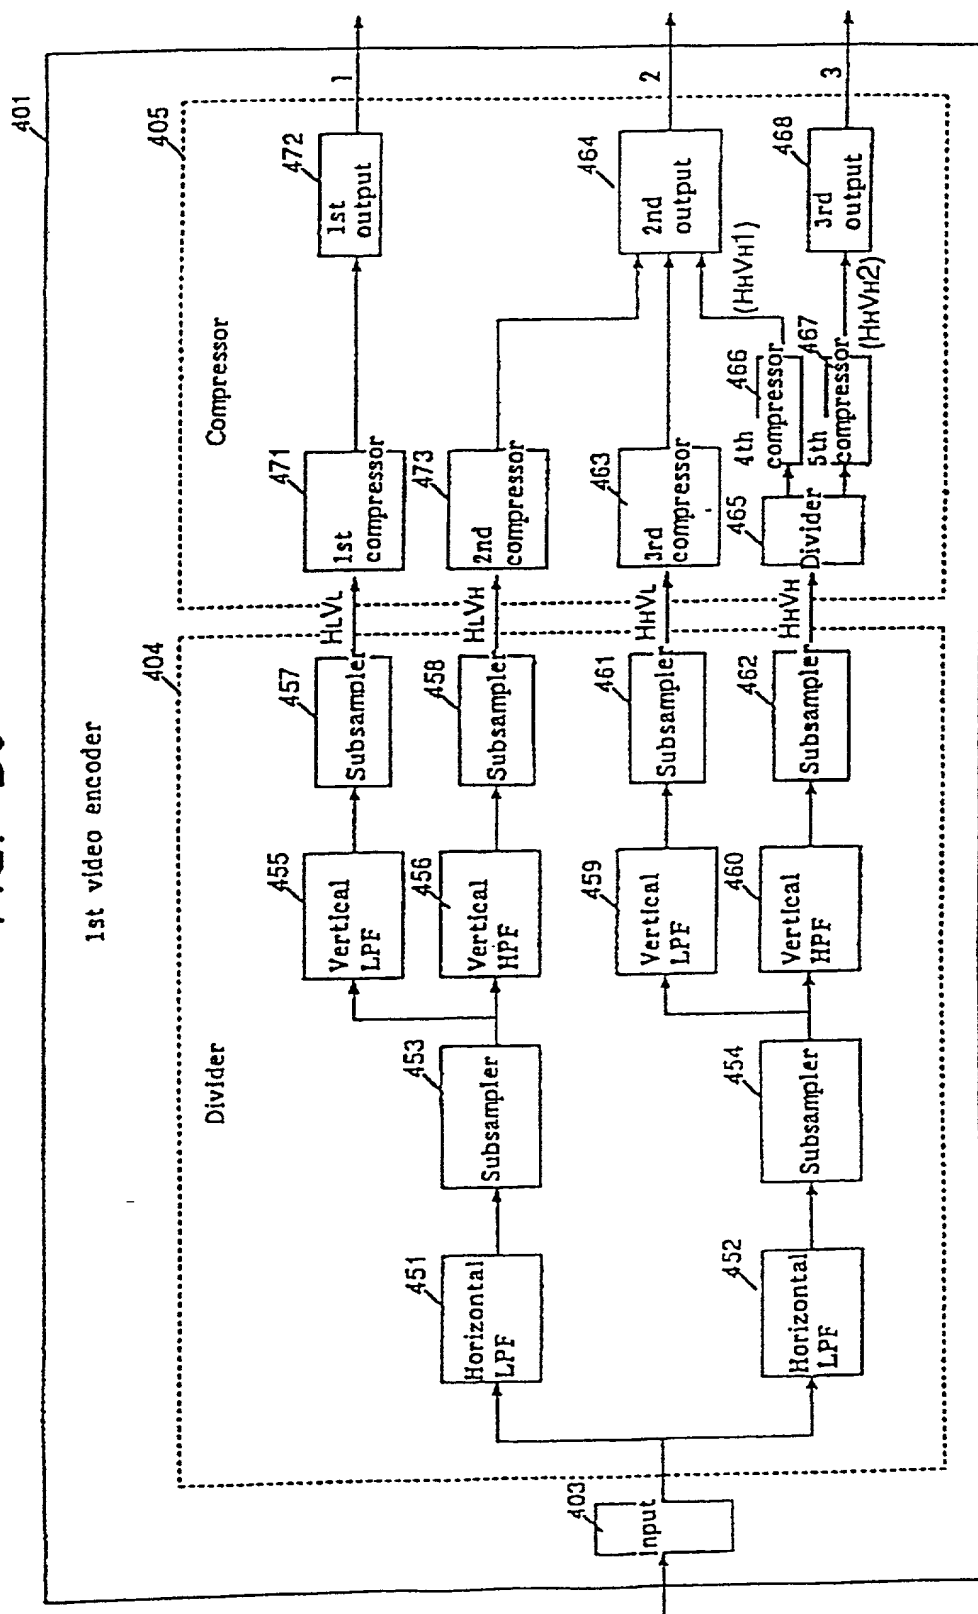 1st video encoder
401
Divider
404
Compressor
405
403
Input
451
Horizontal
LPF
453
Subsampler
455
Vertical
LPF
457
Subsampler
HLVL
471
1st
compressor
472
1st
output
1
456
Vertical
HPF
458
Subsampler
HLVH
473
2nd
compressor
452
Horizontal
LPF
454
Subsampler
459
Vertical
LPF
461
Subsampler
HHVL
463
3rd
compressor
464
2nd
output
2
460
Vertical
HPF
462
Subsampler
HHVH
465
Divider
4th
466
compressor
(HHVH1)
5th
467
compressor
(HHVH2)
468
3rd
output
3